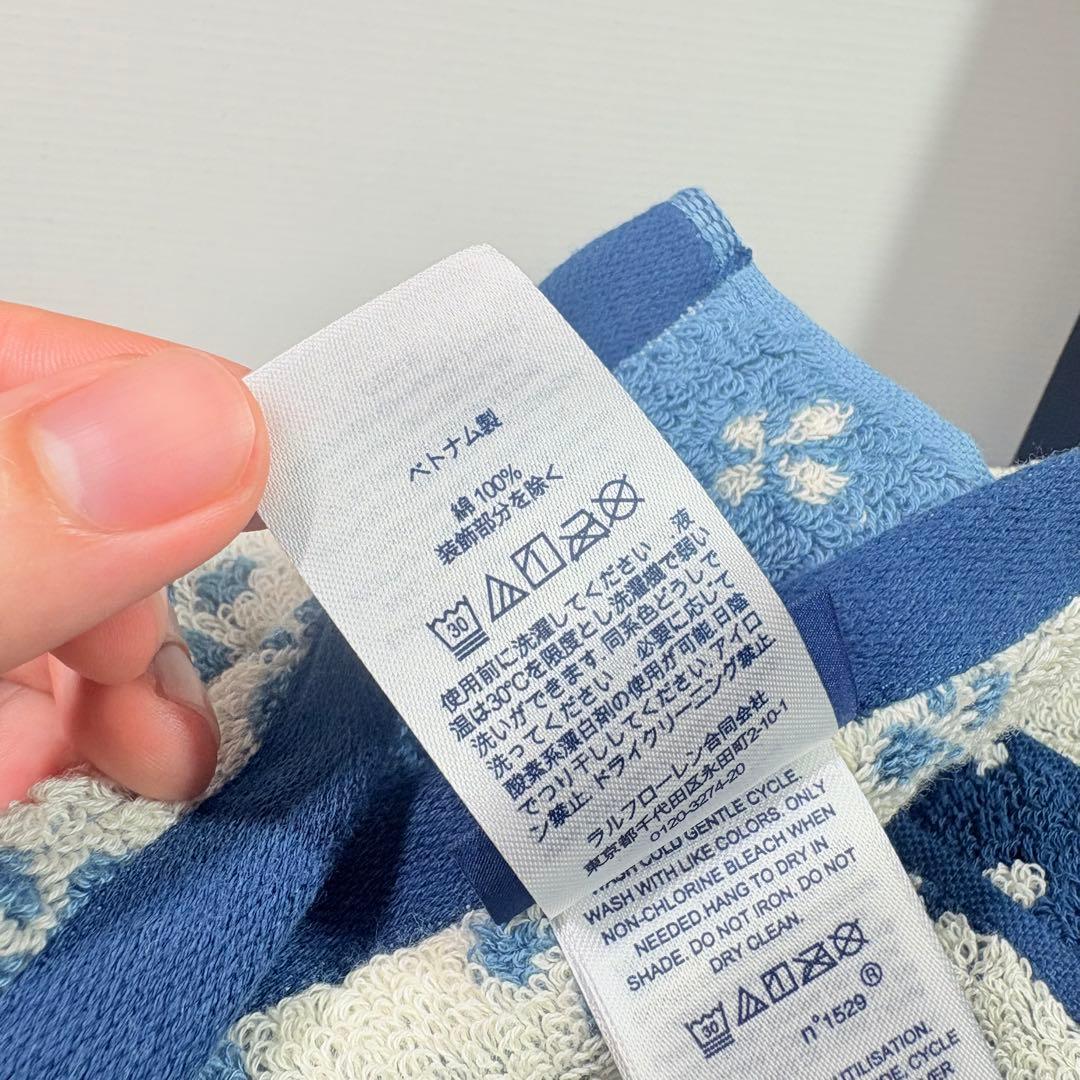 ベトナム製
綿 100%
装飾部分を除く
30
使用前に洗濯してください . 液
温は30℃を限度とし洗濯機で弱い
洗いができます. 同系色どうして
洗ってください . 必要に応じて
酸素系漂白剤の使用が可能.日陰
でつり干ししてください. アイロ
ン禁止. ドライクリーニング禁止
ラルフローレン合同会社
東京都千代田区永田町2-10-1
0120-3274-20
WASH COLD GENTLE CYCLE.
WASH WITH LIKE COLORS. ONLY
NON-CHLORINE BLEACH WHEN
NEEDED.HANG TO DRY IN
SHADE. DO NOT IRON. DO NOT
DRY CLEAN.
30
n°1529 ®
UTILISATION.
DE, CYCLE